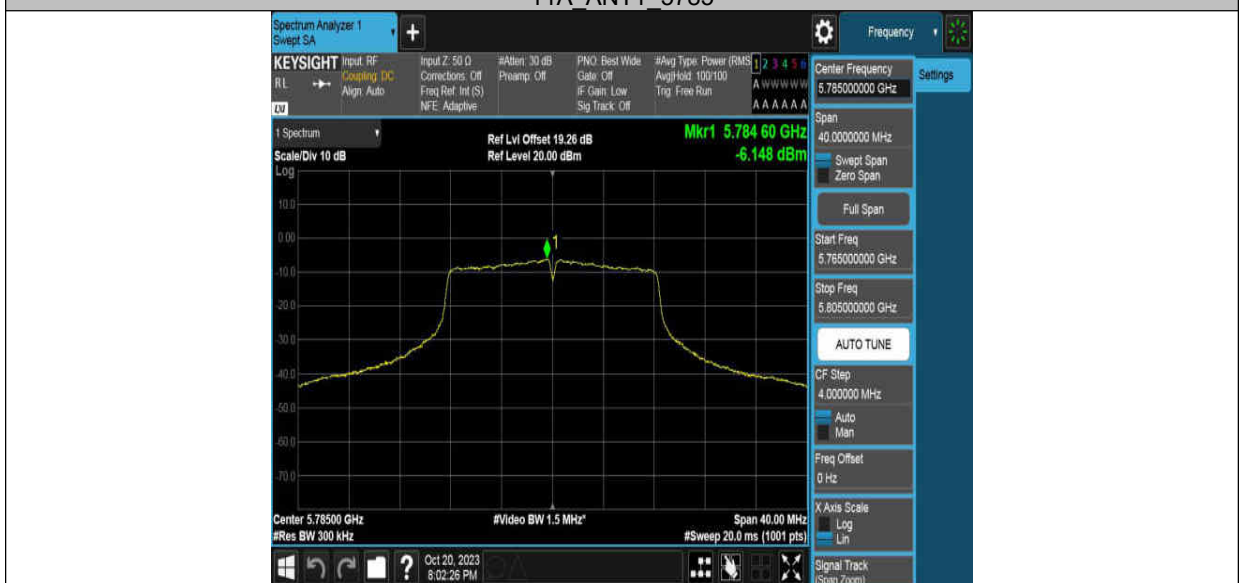 11A_ANT1_5785
Spectrum Analyzer 1
Swept SA
+
Frequency
KEYSIGHT
RL
Input: RF
Coupling: DC
Align: Auto
Input Z: 50 Ω
Corrections: Off
Freq Ref: Int (S)
NFE: Adaptive
#Atten: 30 dB
Preamp: Off
PNO: Best Wide
Gate: Off
IF Gain: Low
Sig Track: Off
#Avg Type: Power (RMS
Avg|Hold: 100/100
Trig: Free Run
1 2 3 4 5 6
A W W W W W
A A A A A A
LXI
1 Spectrum
Scale/Div 10 dB
Log
Ref Lvl Offset 19.26 dB
Ref Level 20.00 dBm
Mkr1 5.784 60 GHz
-6.148 dBm
10.0
0.00
-10.0
-20.0
-30.0
-40.0
-50.0
-60.0
-70.0
1
Center 5.78500 GHz
#Res BW 300 kHz
#Video BW 1.5 MHz*
Span 40.00 MHz
#Sweep 20.0 ms (1001 pts)
?
Oct 20, 2023
8:02:26 PM
Center Frequency
5.785000000 GHz
Settings
Span
40.0000000 MHz
Swept Span
Zero Span
Full Span
Start Freq
5.765000000 GHz
Stop Freq
5.805000000 GHz
AUTO TUNE
CF Step
4.000000 MHz
Auto
Man
Freq Offset
0 Hz
X Axis Scale
Log
Lin
Signal Track
(Span Zoom)